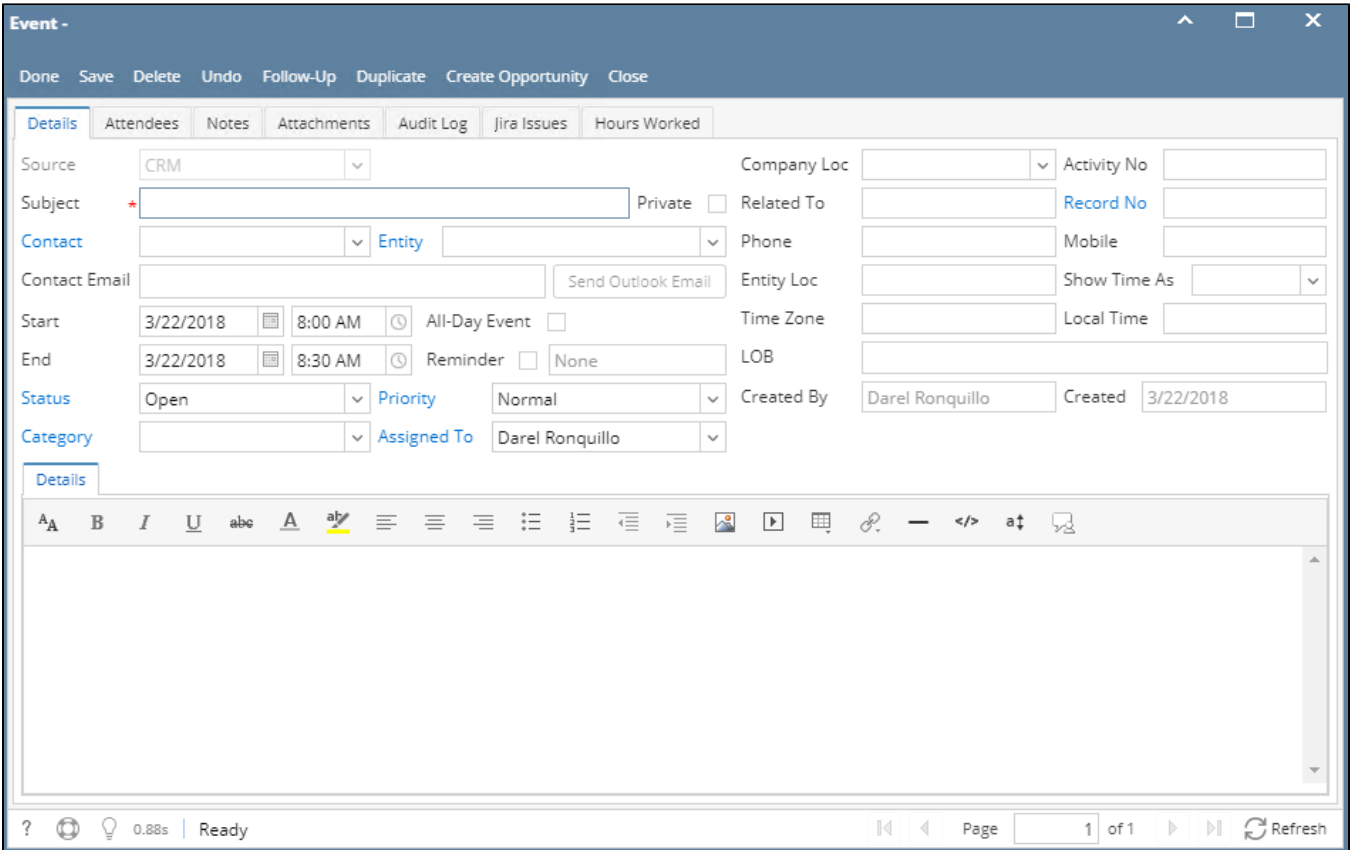 Event -
Done Save Delete Undo Follow-Up Duplicate Create Opportunity Close
Details Attendees Notes Attachments Audit Log Jira Issues Hours Worked
Source CRM Company Loc Activity No
Subject * Private Related To Record No
Contact Entity Phone Mobile
Contact Email Send Outlook Email Entity Loc Show Time As
Start 3/22/2018 8:00 AM All-Day Event Time Zone Local Time
End 3/22/2018 8:30 AM Reminder None LOB
Status Open Priority Normal Created By Darel Ronquillo Created 3/22/2018
Category Assigned To Darel Ronquillo
Details
AA B I U abc A ab </> a
? 0.88s Ready Page 1 of 1 Refresh